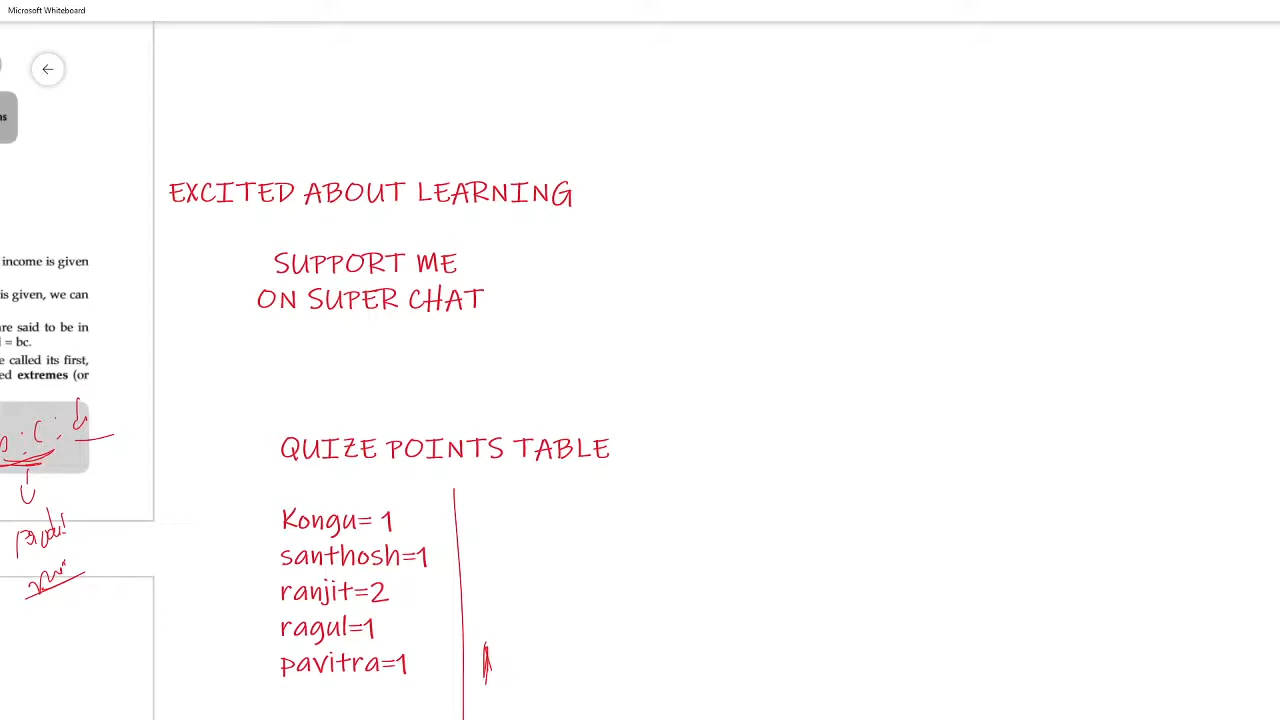 Microsoft Whiteboard
ns
EXCITED ABOUT LEARNING
income is given
SUPPORT ME
is given, we can
ON SUPER CHAT
are said to be in
l = bc.
e called its first,
ed extremes (or
: C : d
QUIZE POINTS TABLE
Kongu= 1
santhosh=1
ranjit=2
ragul=1
pavitra=1